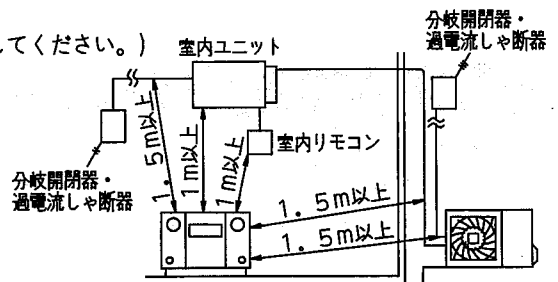 してください。)
室内ユニット
分岐開閉器・
過電流しゃ断器
1.5m以上
1m以上
1m以上
室内リモコン
分岐開閉器・
過電流しゃ断器
1.5m以上
1.5m以上